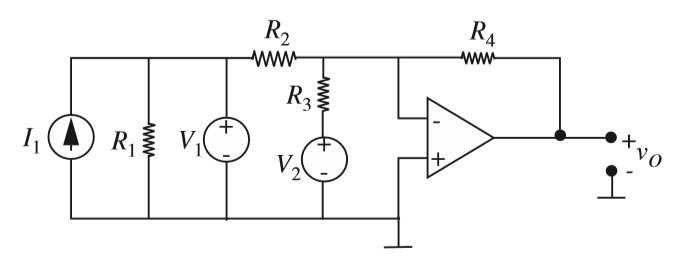 R2
R4
R3
I1
R1
V1
+
-
V2
+
-
-
+
+
vO
-